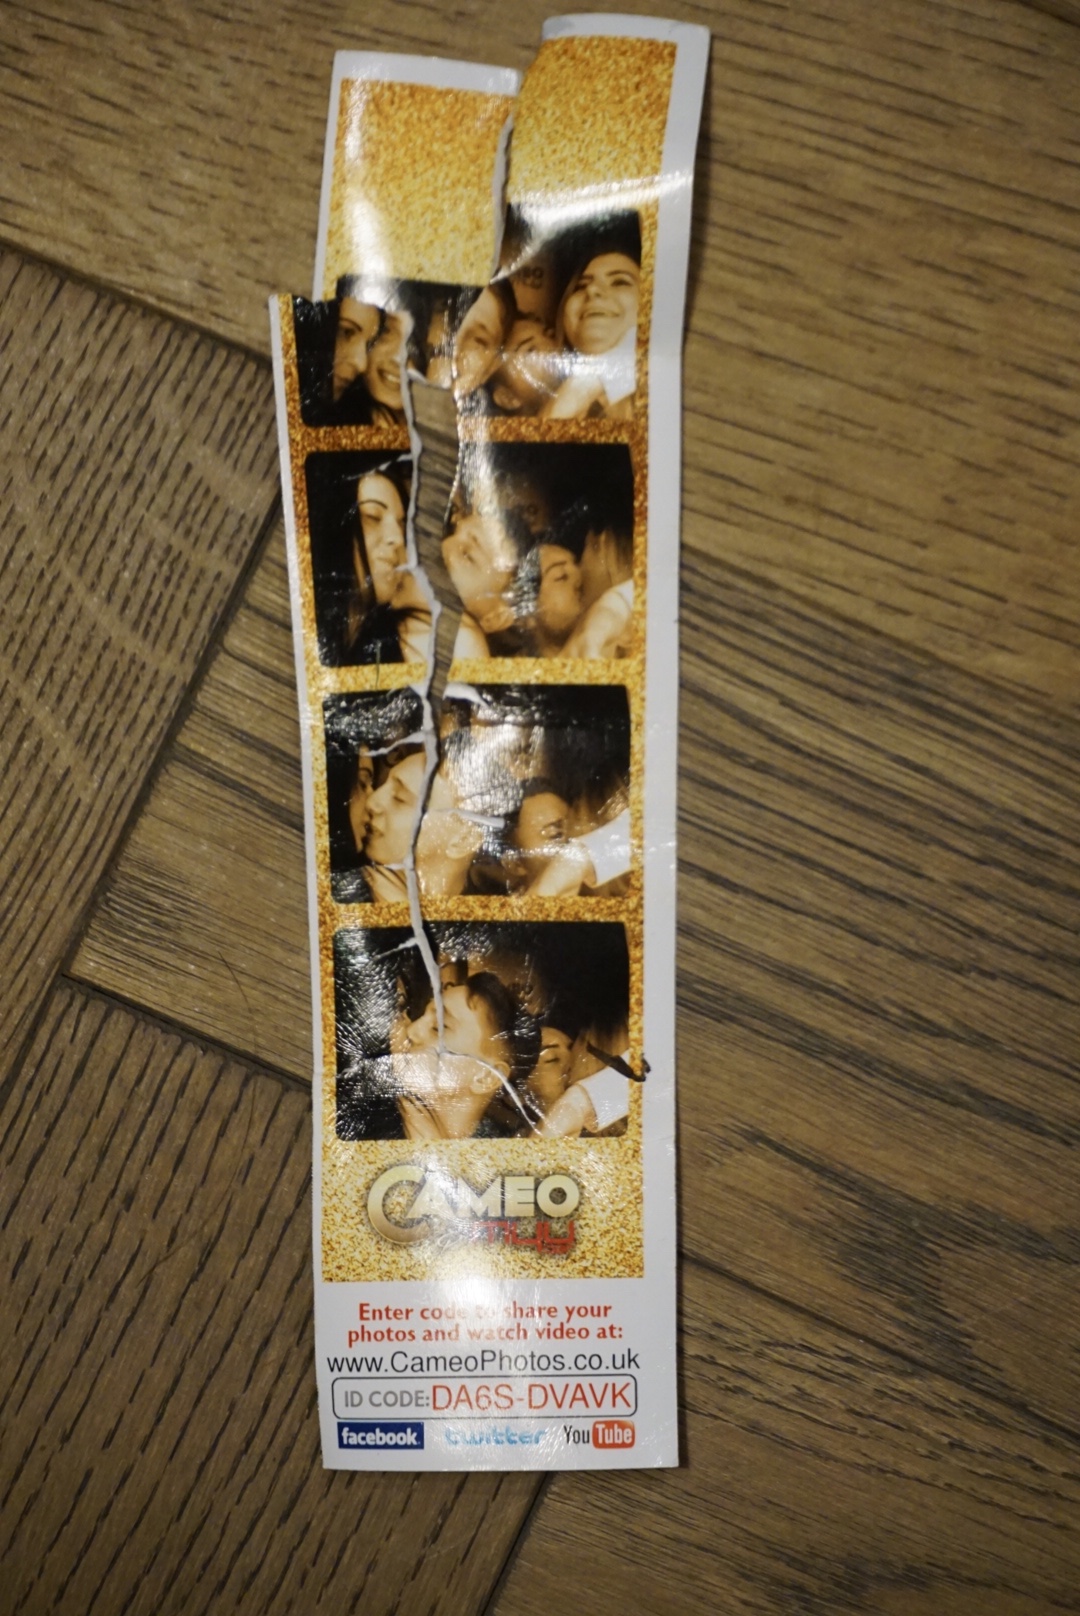 CAMEO
Enter code to share your
photos and watch video at:
www.CameoPhotos.co.uk
ID CODE:DA6S-DVAVK
facebook. twitter YouTube